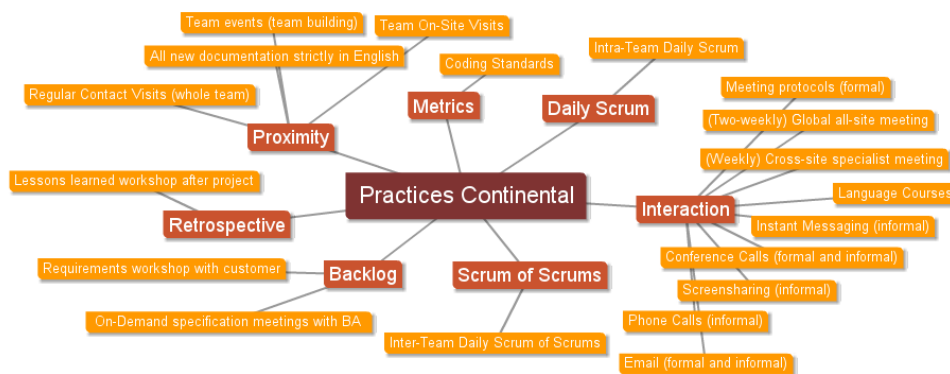 Team events (team building)
Team On-Site Visits
All new documentation strictly in English
Regular Contact Visits (whole team)
Proximity
Coding Standards
Metrics
Intra-Team Daily Scrum
Daily Scrum
Meeting protocols (formal)
(Two-weekly) Global all-site meeting
(Weekly) Cross-site specialist meeting
Language Courses
Interaction
Instant Messaging (informal)
Conference Calls (formal and informal)
Screensharing (informal)
Phone Calls (informal)
Email (formal and informal)
Practices Continental
Lessons learned workshop after project
Retrospective
Requirements workshop with customer
Backlog
On-Demand specification meetings with BA
Scrum of Scrums
Inter-Team Daily Scrum of Scrums